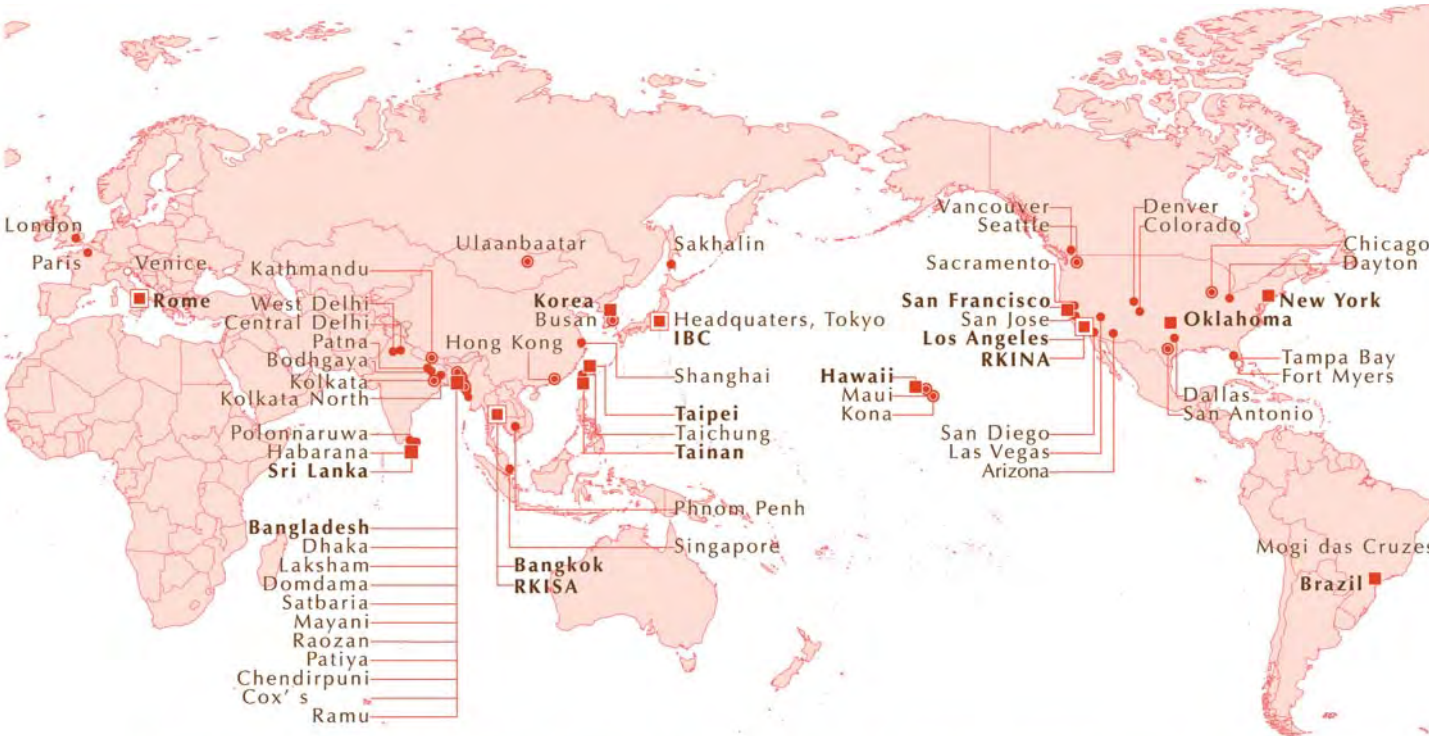 London
Paris
Venice
Rome
Kathmandu
West Delhi
Central Delhi
Patna
Bodhgaya
Kolkata
Kolkata North
Polonnaruwa
Habarana
Sri Lanka
Bangladesh
Dhaka
Laksham
Domdama
Satbaria
Mayani
Raozan
Patiya
Chendirpuni
Cox' s
Ramu
Ulaanbaatar
Sakhalin
Korea
Busan
Headquaters, Tokyo
IBC
Hong Kong
Shanghai
Taipei
Taichung
Tainan
Phnom Penh
Singapore
Bangkok
RKISA
Vancouver
Seattle
Sacramento
San Francisco
San Jose
Los Angeles
RKINA
Hawaii
Maui
Kona
San Diego
Las Vegas
Arizona
Denver
Colorado
Chicago
Dayton
New York
Oklahoma
Tampa Bay
Fort Myers
Dallas
San Antonio
Mogi das Cruzes
Brazil